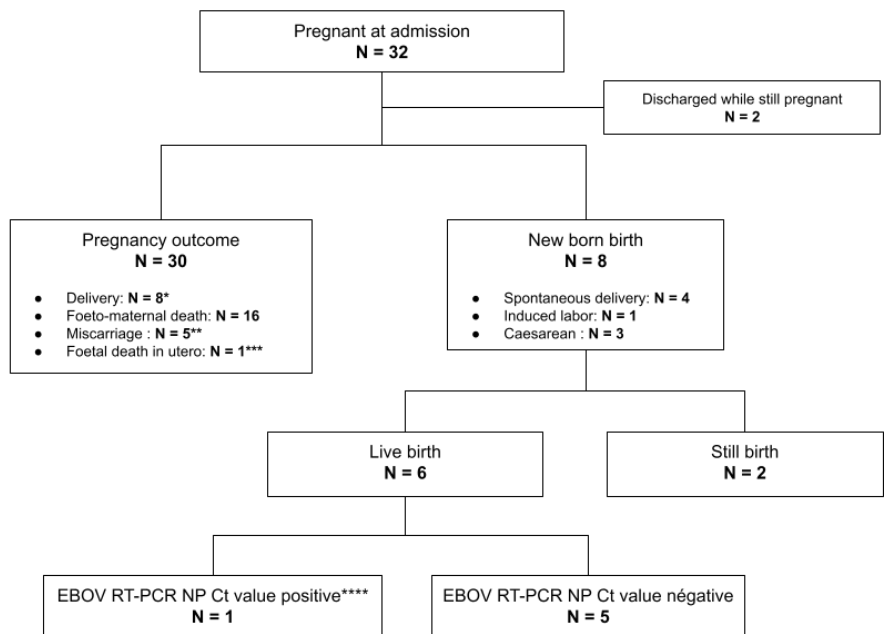 Pregnant at admission
N = 32
Discharged while still pregnant
N = 2
Pregnancy outcome
N = 30
● Delivery: N = 8*
● Foeto-maternal death: N = 16
● Miscarriage : N = 5**
● Foetal death in utero: N = 1***
New born birth
N = 8
● Spontaneous delivery: N = 4
● Induced labor: N = 1
● Caesarean : N = 3
Live birth
N = 6
Still birth
N = 2
EBOV RT-PCR NP Ct value positive****
N = 1
EBOV RT-PCR NP Ct value négative
N = 5